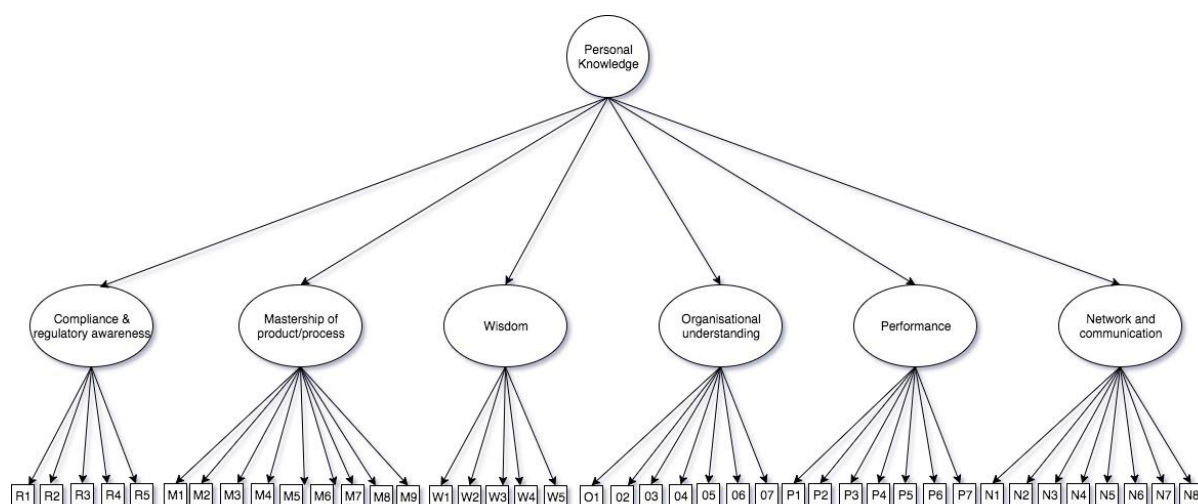 Personal
Knowledge
Compliance &
regulatory awareness
Mastership of
product/process
Wisdom
Organisational
understanding
Performance
Network and
communication
R1 R2 R3 R4 R5 M1 M2 M3 M4 M5 M6 M7 M8 M9 W1 W2 W3 W4 W5 O1 02 03 04 05 06 07 P1 P2 P3 P4 P5 P6 P7 N1 N2 N3 N4 N5 N6 N7